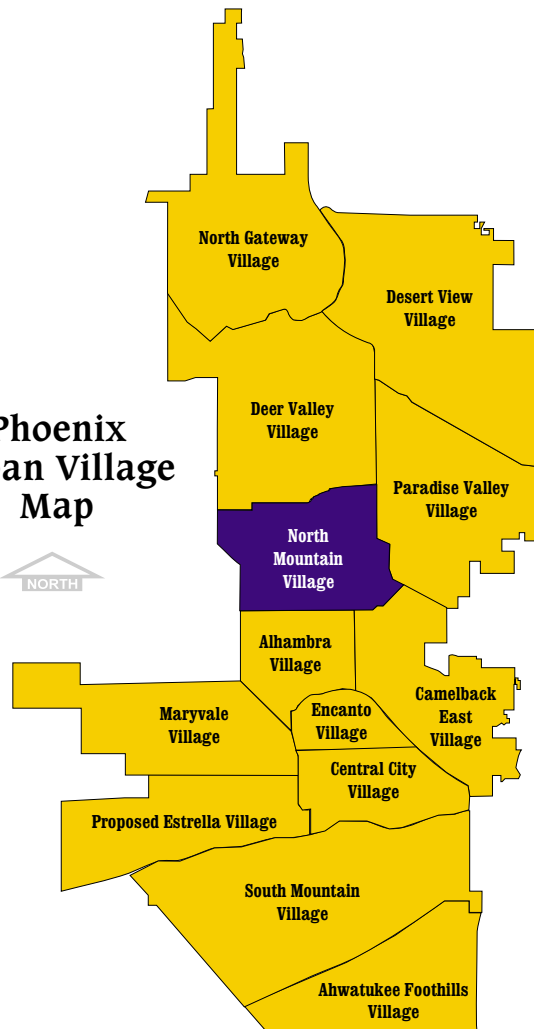 North Gateway
Village
Desert View
Village
Deer Valley
Village
Phoenix
an Village
Map
Paradise Valley
Village
North
Mountain
Village
NORTH
Alhambra
Village
Camelback
East
Village
Maryvale
Village
Encanto
Village
Central City
Village
Proposed Estrella Village
South Mountain
Village
Ahwatukee Foothills
Village